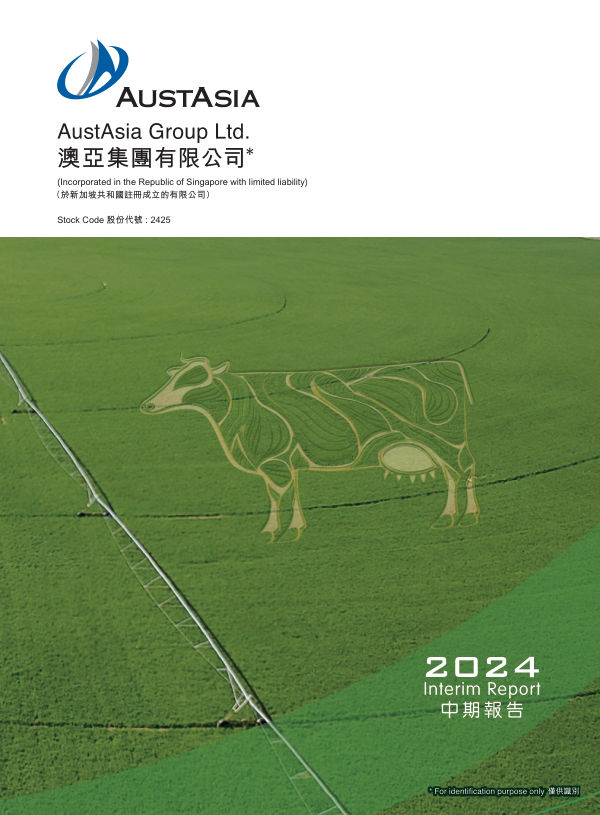 AUSTASIA
AustAsia Group Ltd.
澳亞集團有限公司*
(Incorporated in the Republic of Singapore with limited liability)
(於新加坡共和國註冊成立的有限公司)
Stock Code 股份代號 : 2425
2024
Interim Report
中期報告
* For identification purpose only 僅供識別